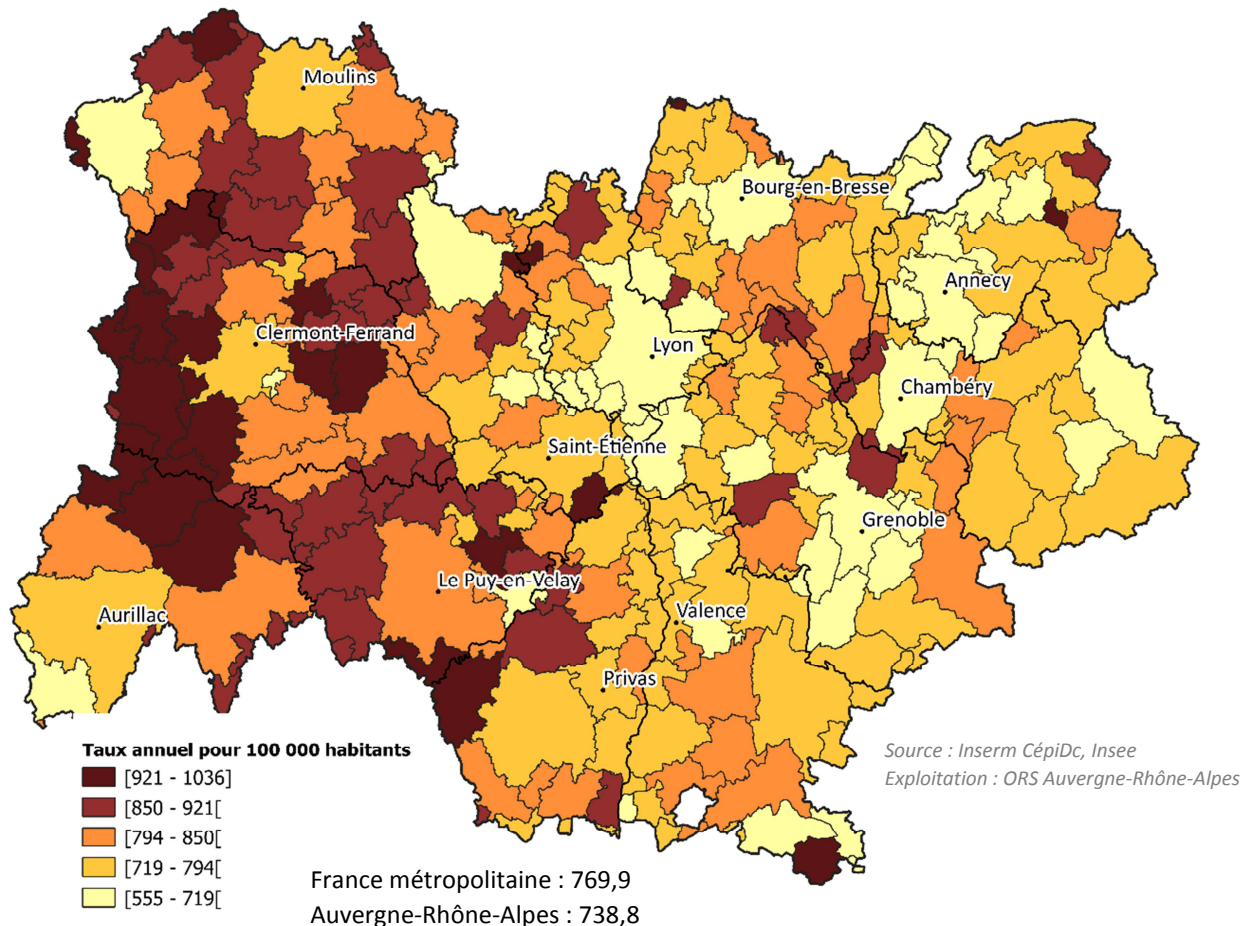 Moulins
Bourg-en-Bresse
Annecy
Clermont-Ferrand
Lyon
Chambéry
Saint-Étienne
Grenoble
Le Puy-en-Velay
Aurillac
Valence
Privas
Taux annuel pour 100 000 habitants
[921 - 1036]
[850 - 921[
[794 - 850[
[719 - 794[
[555 - 719[
Source : Inserm CépiDc, Insee
Exploitation : ORS Auvergne-Rhône-Alpes
France métropolitaine : 769,9
Auvergne-Rhône-Alpes : 738,8